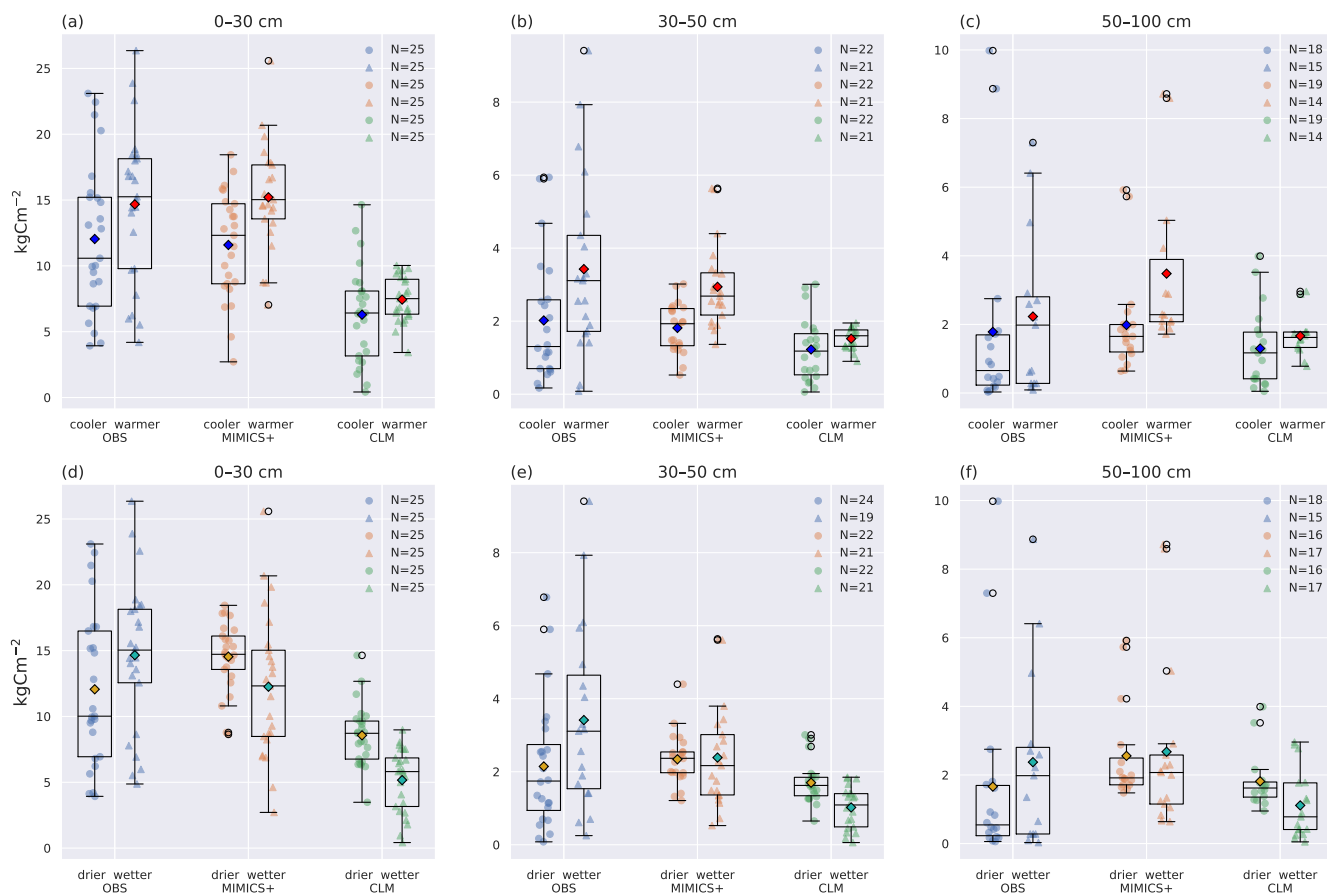 (a) 0–30 cm
25
20
15
10
5
0
kgCm⁻²
N=25
N=25
N=25
N=25
N=25
N=25
cooler warmer cooler warmer cooler warmer
OBS MIMICS+ CLM
(b) 30–50 cm
8
6
4
2
0
N=22
N=21
N=22
N=21
N=22
N=21
cooler warmer cooler warmer cooler warmer
OBS MIMICS+ CLM
(c) 50–100 cm
10
8
6
4
2
0
N=18
N=15
N=19
N=14
N=19
N=14
cooler warmer cooler warmer cooler warmer
OBS MIMICS+ CLM
(d) 0–30 cm
25
20
15
10
5
0
kgCm⁻²
N=25
N=25
N=25
N=25
N=25
N=25
drier wetter drier wetter drier wetter
OBS MIMICS+ CLM
(e) 30–50 cm
8
6
4
2
0
N=24
N=19
N=22
N=21
N=22
N=21
drier wetter drier wetter drier wetter
OBS MIMICS+ CLM
(f) 50–100 cm
10
8
6
4
2
0
N=18
N=15
N=16
N=17
N=16
N=17
drier wetter drier wetter drier wetter
OBS MIMICS+ CLM